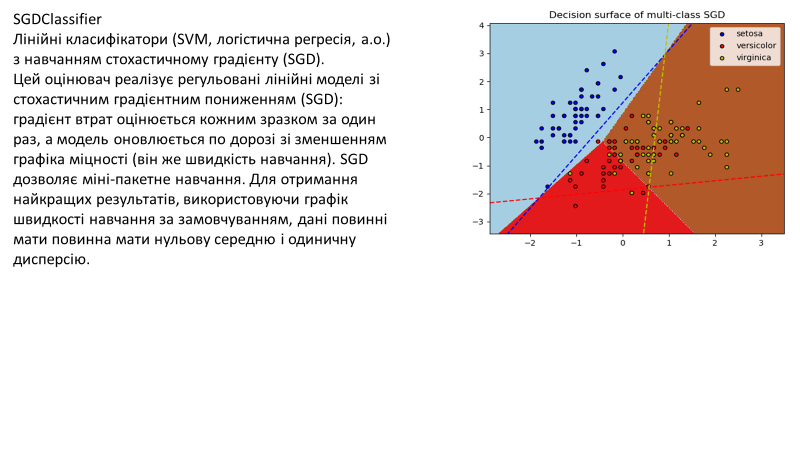 SGDClassifier
Лінійні класифікатори (SVM, логістична регресія, a.o.)
з навчанням стохастичному градієнту (SGD).
Цей оцінювач реалізує регульовані лінійні моделі зі
стохастичним градієнтним пониженням (SGD):
градієнт втрат оцінюється кожним зразком за один
раз, а модель оновлюється по дорозі зі зменшенням
графіка міцності (він же швидкість навчання). SGD
дозволяє міні-пакетне навчання. Для отримання
найкращих результатів, використовуючи графік
швидкості навчання за замовчуванням, дані повинні
мати повинна мати нульову середню і одиничну
дисперсію.
Decision surface of multi-class SGD
setosa
versicolor
virginica
4
3
2
1
0
−1
−2
−3
−2 −1 0 1 2 3